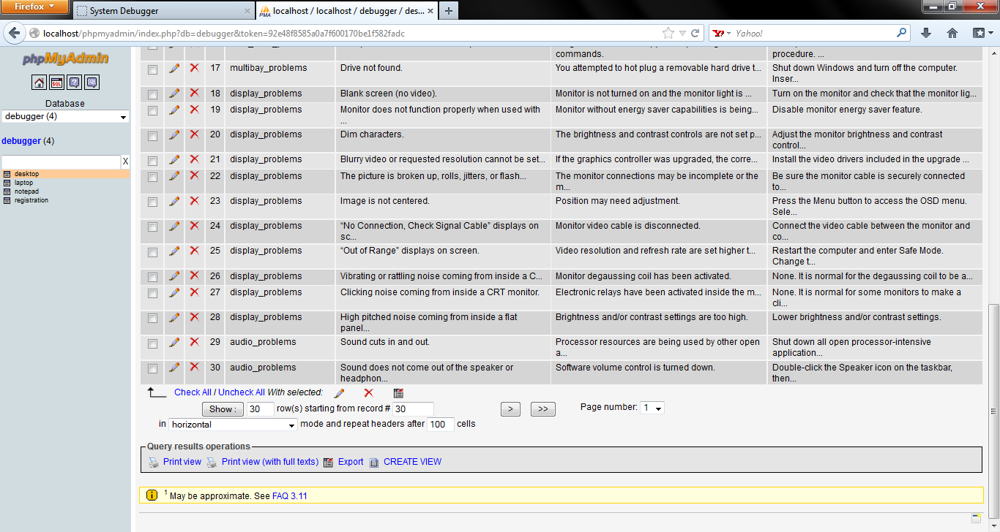 Firefox
System Debugger
localhost / localhost / debugger / des...
localhost/phpmyadmin/index.php?db=debugger&token=92e48f8585a0a7f600170be1f582fadc
Yahoo!
phpMyAdmin
SQL
Database
debugger (4)
debugger (4)
X
desktop
laptop
notepad
registration
commands. procedure. ...
17 multibay_problems Drive not found. You attempted to hot plug a removable hard drive t... Shut down Windows and turn off the computer.
Inser...
18 display_problems Blank screen (no video). Monitor is not turned on and the monitor light is ... Turn on the monitor and check that the monitor lig...
19 display_problems Monitor does not function properly when used with Monitor without energy saver capabilities is being... Disable monitor energy saver feature.
...
20 display_problems Dim characters. The brightness and contrast controls are not set p... Adjust the monitor brightness and contrast
control...
21 display_problems Blurry video or requested resolution cannot be set... If the graphics controller was upgraded, the corre... Install the video drivers included in the upgrade ...
22 display_problems The picture is broken up, rolls, jitters, or flash... The monitor connections may be incomplete or the Be sure the monitor cable is securely connected
m... to...
23 display_problems Image is not centered. Position may need adjustment. Press the Menu button to access the OSD menu.
Sele...
24 display_problems “No Connection, Check Signal Cable” displays on Monitor video cable is disconnected. Connect the video cable between the monitor and
sc... co...
25 display_problems “Out of Range” displays on screen. Video resolution and refresh rate are set higher t... Restart the computer and enter Safe Mode.
Change t...
26 display_problems Vibrating or rattling noise coming from inside a C... Monitor degaussing coil has been activated. None. It is normal for the degaussing coil to be a...
27 display_problems Clicking noise coming from inside a CRT monitor. Electronic relays have been activated inside the m... None. It is normal for some monitors to make a
cli...
28 display_problems High pitched noise coming from inside a flat Brightness and/or contrast settings are too high. Lower brightness and/or contrast settings.
panel...
29 audio_problems Sound cuts in and out. Processor resources are being used by other open Shut down all open processor-intensive
a... application...
30 audio_problems Sound does not come out of the speaker or Software volume control is turned down. Double-click the Speaker icon on the taskbar,
headphon... then...
Check All / Uncheck All With selected:
Show : 30 row(s) starting from record # 30 > >> Page number: 1
in horizontal mode and repeat headers after 100 cells
Query results operations
Print view Print view (with full texts) Export CREATE VIEW
1 May be approximate. See FAQ 3.11